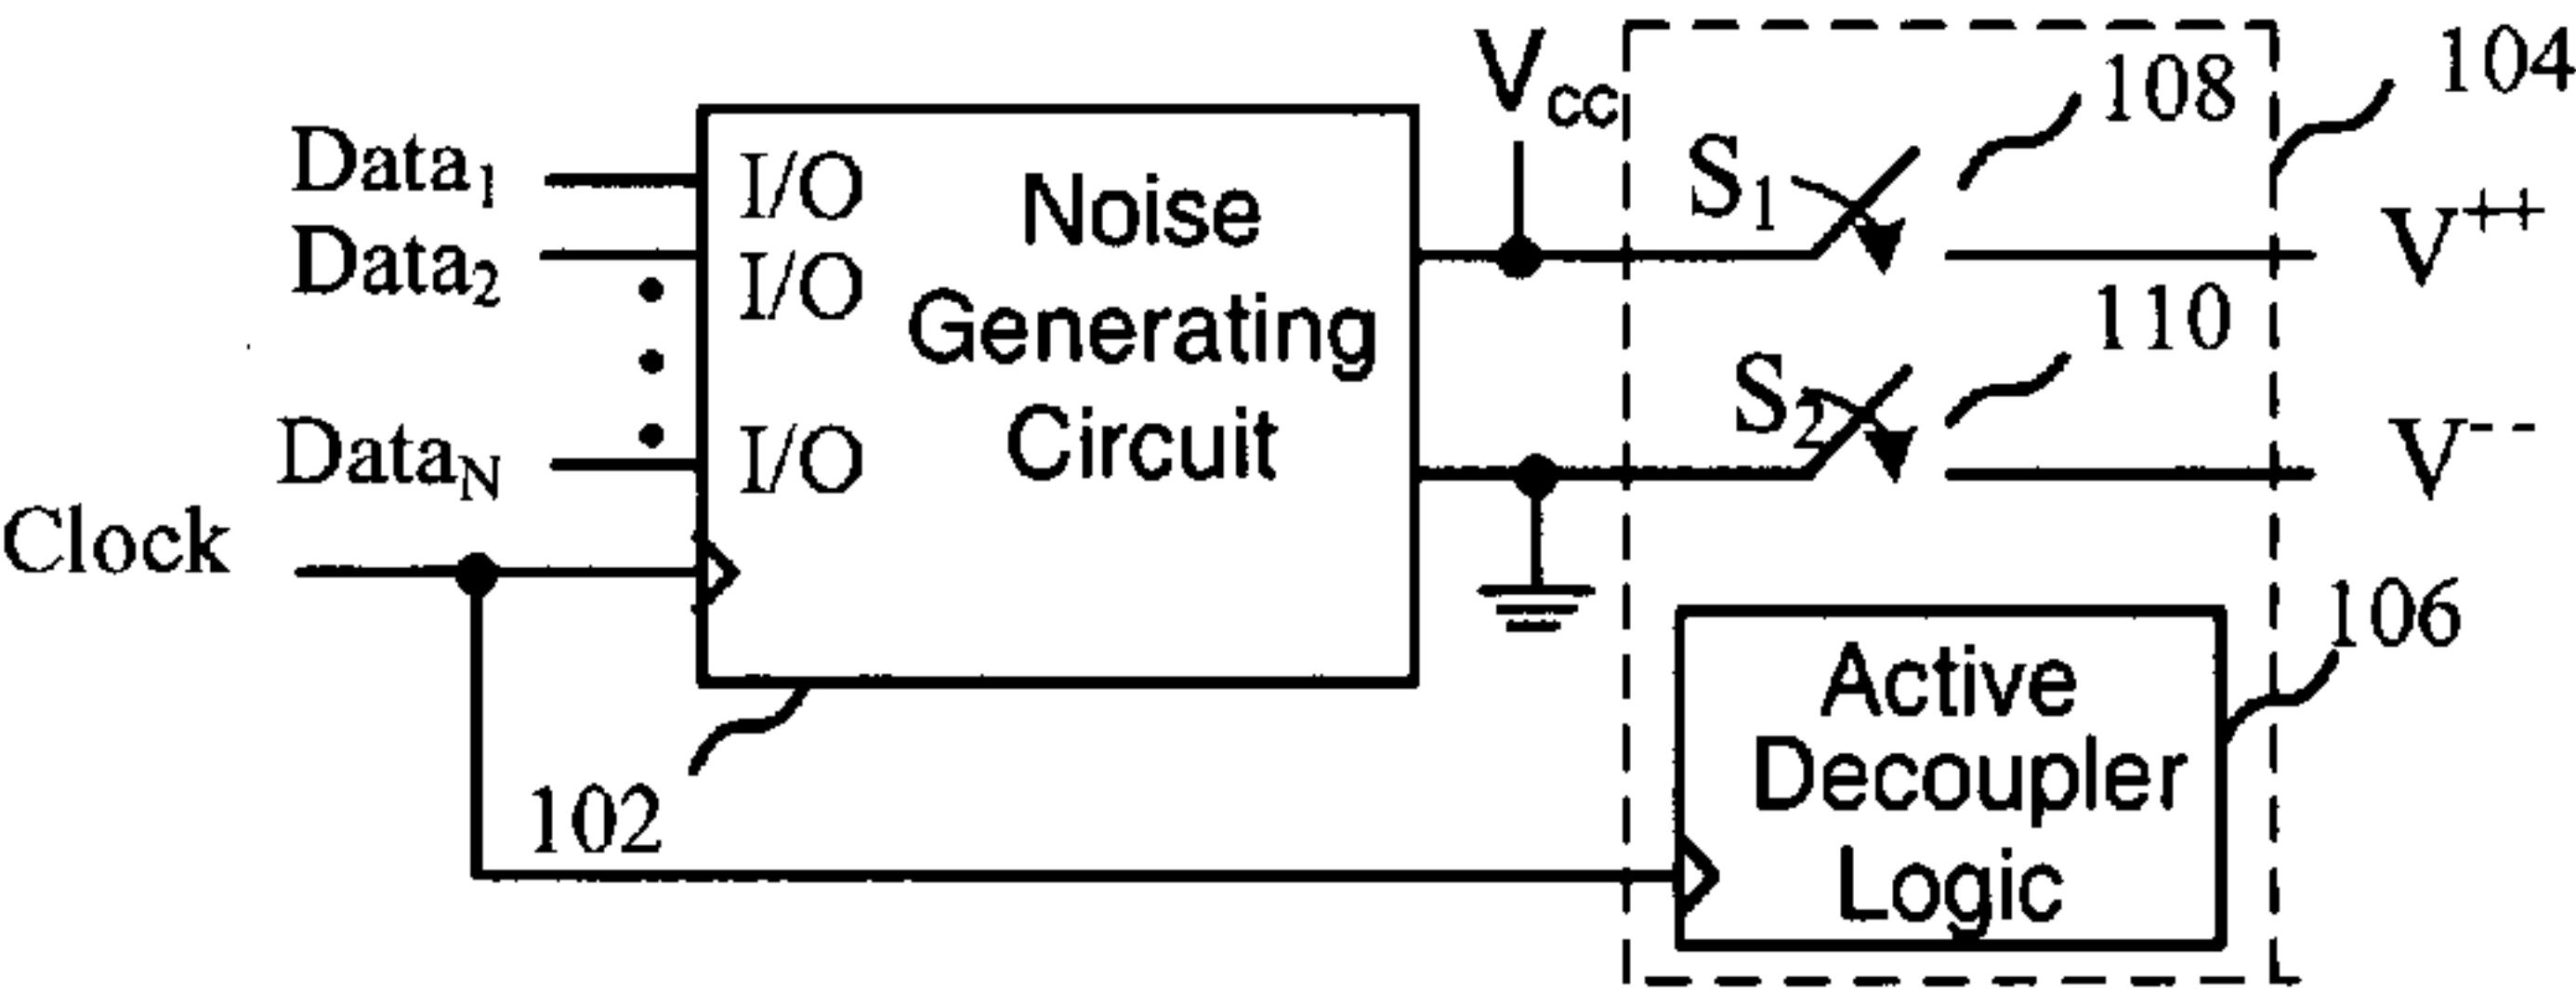 Data1
Data2
DataN
Clock
I/O
I/O
I/O
Noise
Generating
Circuit
102
Vcc
S1
108
104
V++
S2
110
V--
106
Active
Decoupler
Logic